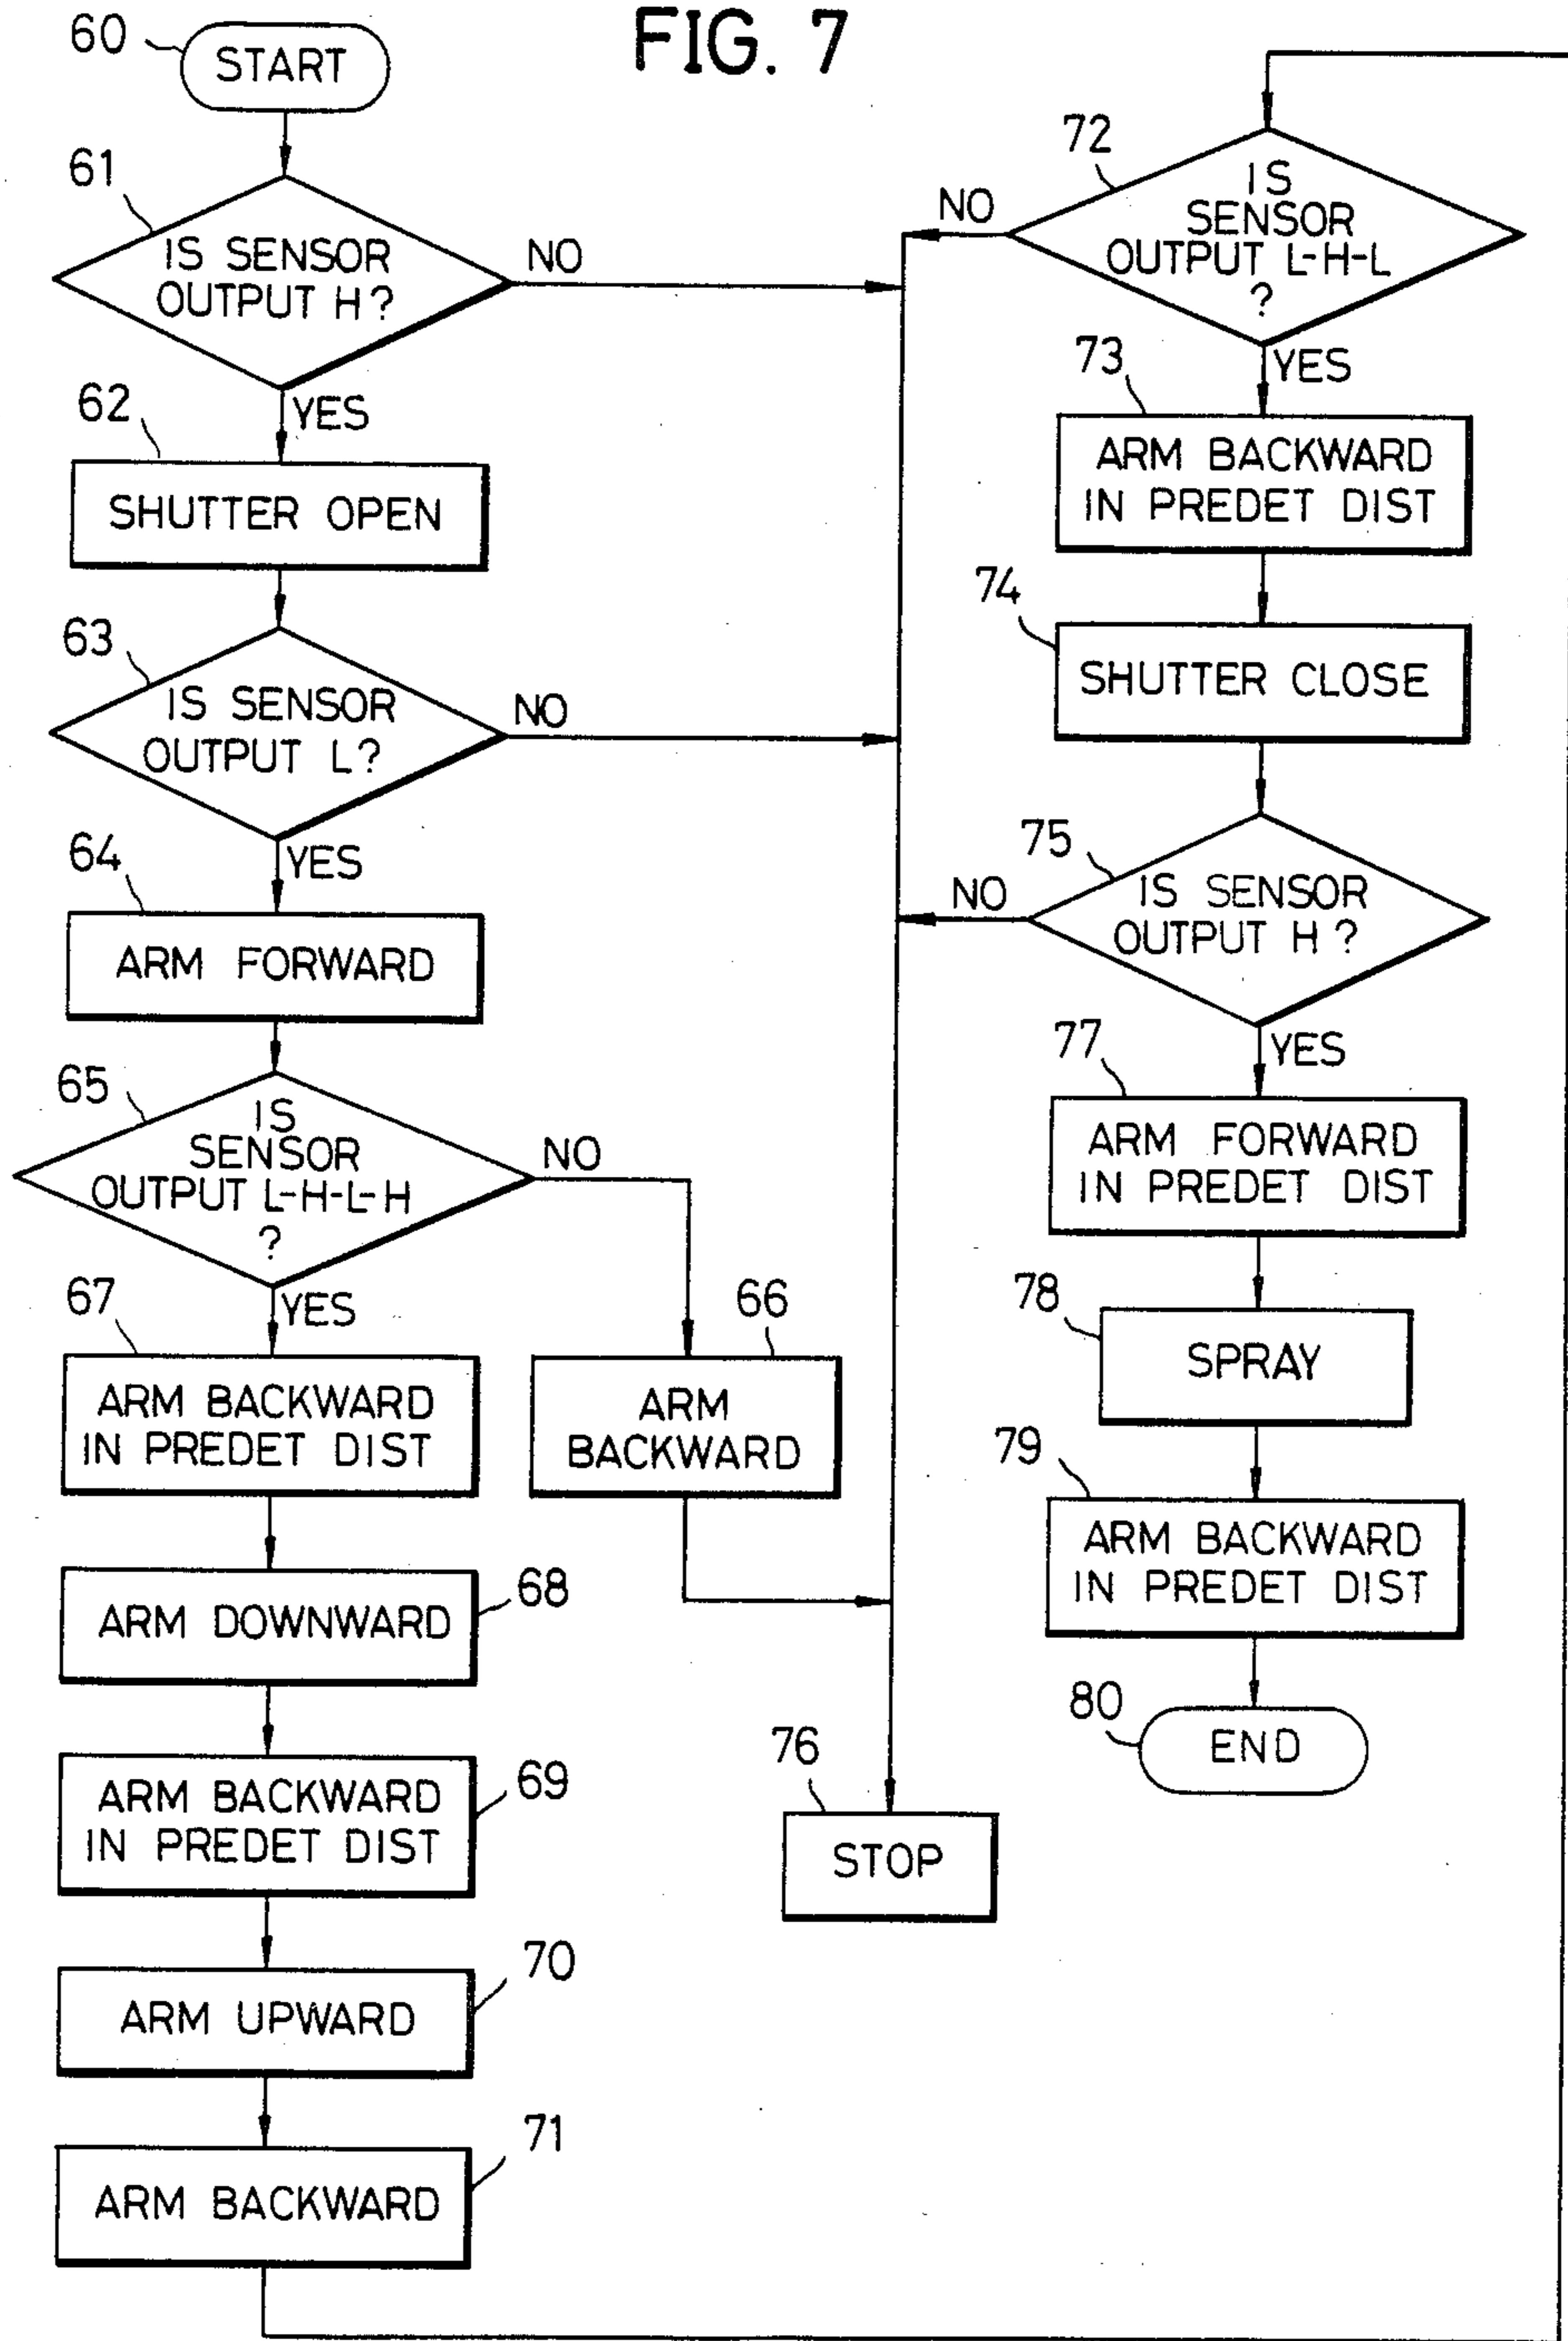 FIG. 7
60
START
61
IS SENSOR
OUTPUT H?
NO
YES
62
SHUTTER OPEN
63
IS SENSOR
OUTPUT L?
NO
YES
64
ARM FORWARD
65
IS
SENSOR
OUTPUT L-H-L-H
?
NO
YES
66
ARM
BACKWARD
67
ARM BACKWARD
IN PREDET DIST
68
ARM DOWNWARD
69
ARM BACKWARD
IN PREDET DIST
70
ARM UPWARD
71
ARM BACKWARD
72
IS
SENSOR
OUTPUT L-H-L
?
NO
YES
73
ARM BACKWARD
IN PREDET DIST
74
SHUTTER CLOSE
75
IS SENSOR
OUTPUT H?
NO
YES
76
STOP
77
ARM FORWARD
IN PREDET DIST
78
SPRAY
79
ARM BACKWARD
IN PREDET DIST
80
END